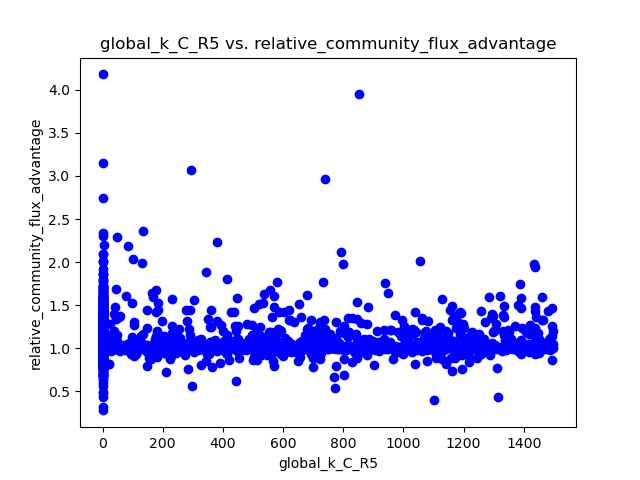 global_k_C_R5 vs. relative_community_flux_advantage
relative_community_flux_advantage
4.0
3.5
3.0
2.5
2.0
1.5
1.0
0.5
0 200 400 600 800 1000 1200 1400
global_k_C_R5